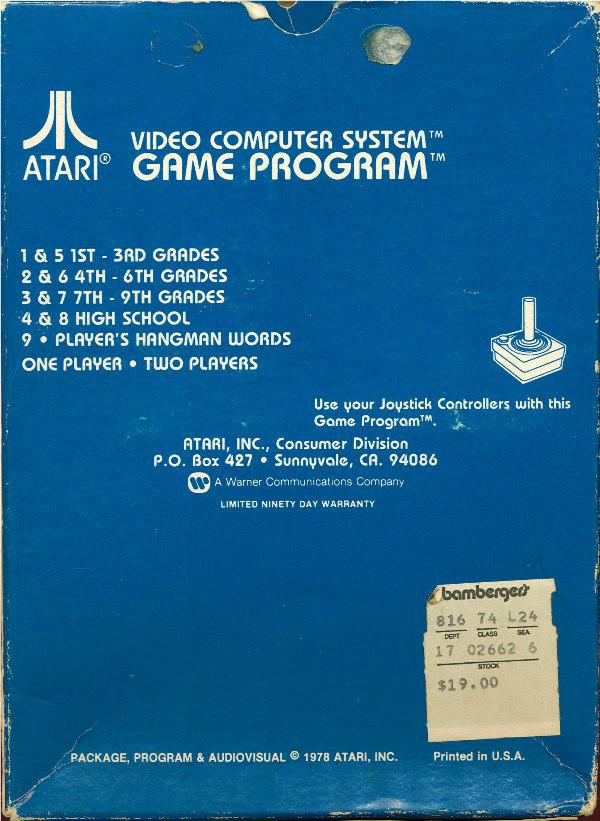 VIDEO COMPUTER SYSTEM™
ATARI® GAME PROGRAM™
1 & 5 1ST - 3RD GRADES
2 & 6 4TH - 6TH GRADES
3 & 7 7TH - 9TH GRADES
4 & 8 HIGH SCHOOL
9 • PLAYER'S HANGMAN WORDS
ONE PLAYER • TWO PLAYERS
Use your Joystick Controllers with this
Game Program™.
ATARI, INC., Consumer Division
P.O. Box 427 • Sunnyvale, CA. 94086
A Warner Communications Company
LIMITED NINETY DAY WARRANTY
bamberger's
816 74 L24
DEPT CLASS SEA
17 02662 6
STOCK
$19.00
PACKAGE, PROGRAM & AUDIOVISUAL © 1978 ATARI, INC. Printed in U.S.A.